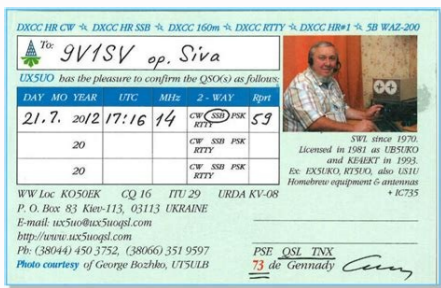 DXCC HR CW ☆ DXCC HR SSB ☆ DXCC 160m ☆ DXCC RTTY ☆ DXCC HR#1 ☆ 5B WAZ-200
To: 9V1SV op. Siva
UX5UO has the pleasure to confirm the QSO(s) as follows:
DAY MO YEAR UTC MHz 2 - WAY Rprt
21. 7. 2012 17:16 14 CW SSB PSK RTTY 59
20 CW SSB PSK RTTY
20 CW SSB PSK RTTY
SWL since 1970.
Licensed in 1981 as UB5UKO
and KE4EKT in 1993.
Ex: EX5UKO, RT5UO, also US1U
Homebrew equipment & antennas
+ IC735
WW Loc KO50EK CQ 16 ITU 29 URDA KV-08
P. O. Box 83 Kiev-113, 03113 UKRAINE
E-mail: ux5uo@ux5uoqsl.com
http://www.ux5uoqsl.com
Ph: (38044) 450 3752, (38066) 351 9597
Photo courtesy of George Bozhko, UT5ULB
PSE QSL TNX
73 de Gennady